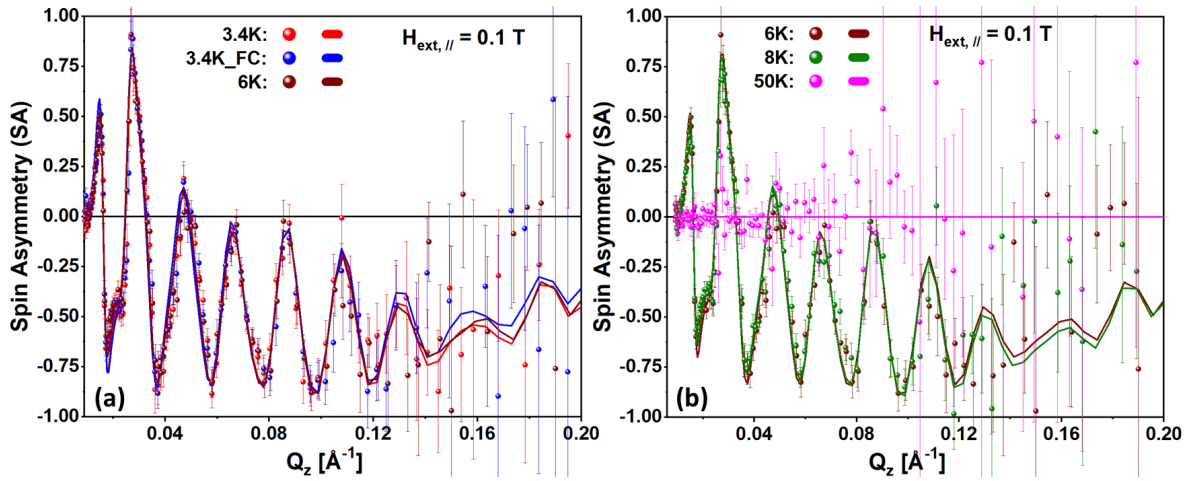 1.00
0.75
0.50
0.25
0.00
-0.25
-0.50
-0.75
-1.00
Spin Asymmetry (SA)
3.4K:
3.4K_FC:
6K:
H_ext, // = 0.1 T
(a)
0.04 0.08 0.12 0.16 0.20
Q_z [Å^-1]
1.00
0.75
0.50
0.25
0.00
-0.25
-0.50
-0.75
-1.00
Spin Asymmetry (SA)
6K:
8K:
50K:
H_ext, // = 0.1 T
(b)
0.04 0.08 0.12 0.16 0.20
Q_z [Å^-1]